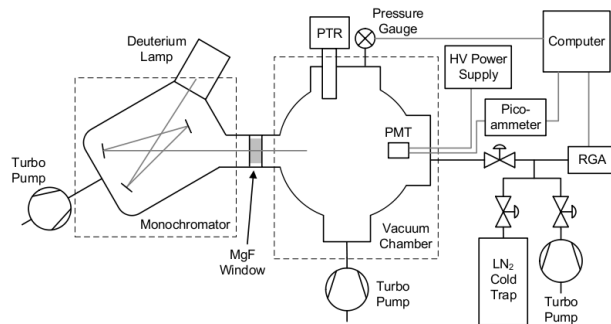 Deuterium
Lamp
PTR
Pressure
Gauge
HV Power
Supply
Computer
Pico-
ammeter
PMT
RGA
Turbo
Pump
Monochromator
MgF
Window
Vacuum
Chamber
Turbo
Pump
LN₂
Cold
Trap
Turbo
Pump